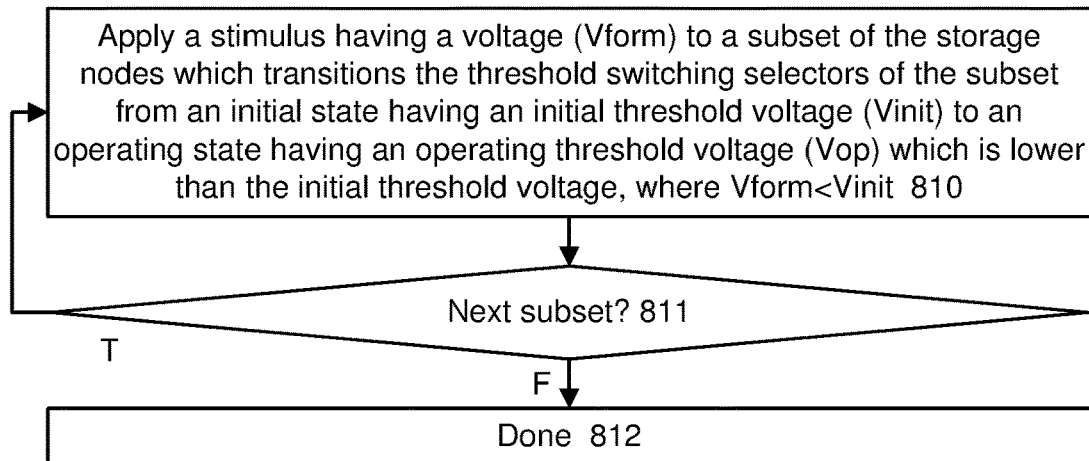 Apply a stimulus having a voltage (Vform) to a subset of the storage
nodes which transitions the threshold switching selectors of the subset
from an initial state having an initial threshold voltage (Vinit) to an
operating state having an operating threshold voltage (Vop) which is lower
than the initial threshold voltage, where Vform<Vinit 810
Next subset? 811
T
F
Done 812